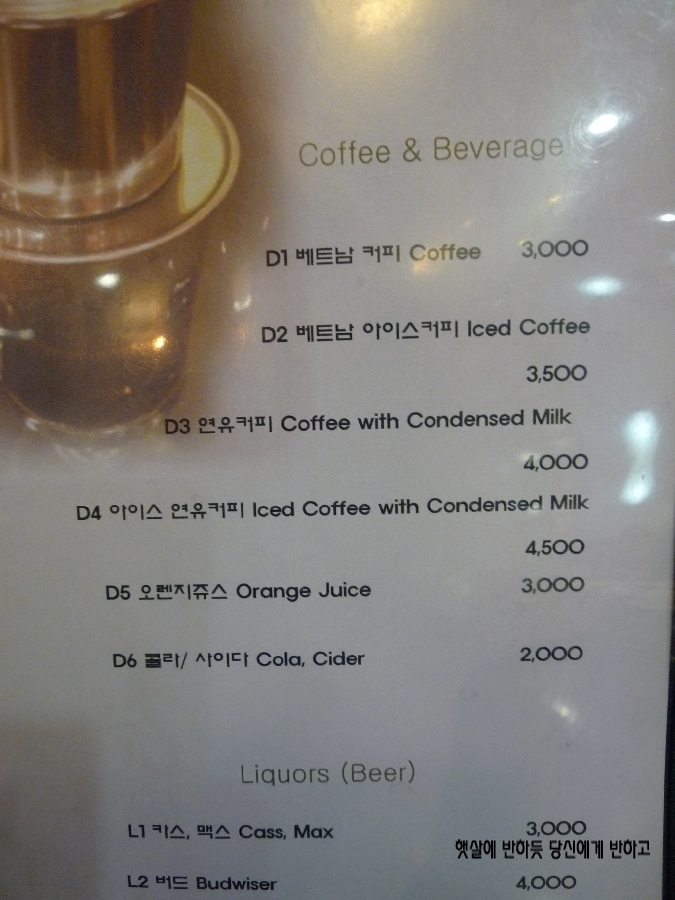 Coffee & Beverage
D1 베트남 커피 Coffee 3,000
D2 베트남 아이스커피 Iced Coffee
3,500
D3 연유커피 Coffee with Condensed Milk
4,000
D4 아이스 연유커피 Iced Coffee with Condensed Milk
4,500
D5 오렌지쥬스 Orange Juice 3,000
D6 콜라/ 사이다 Cola, Cider 2,000
Liquors (Beer)
L1 카스, 맥스 Cass, Max 3,000
햇살에 반하듯 당신에게 반하고
L2 버드 Budwiser 4,000